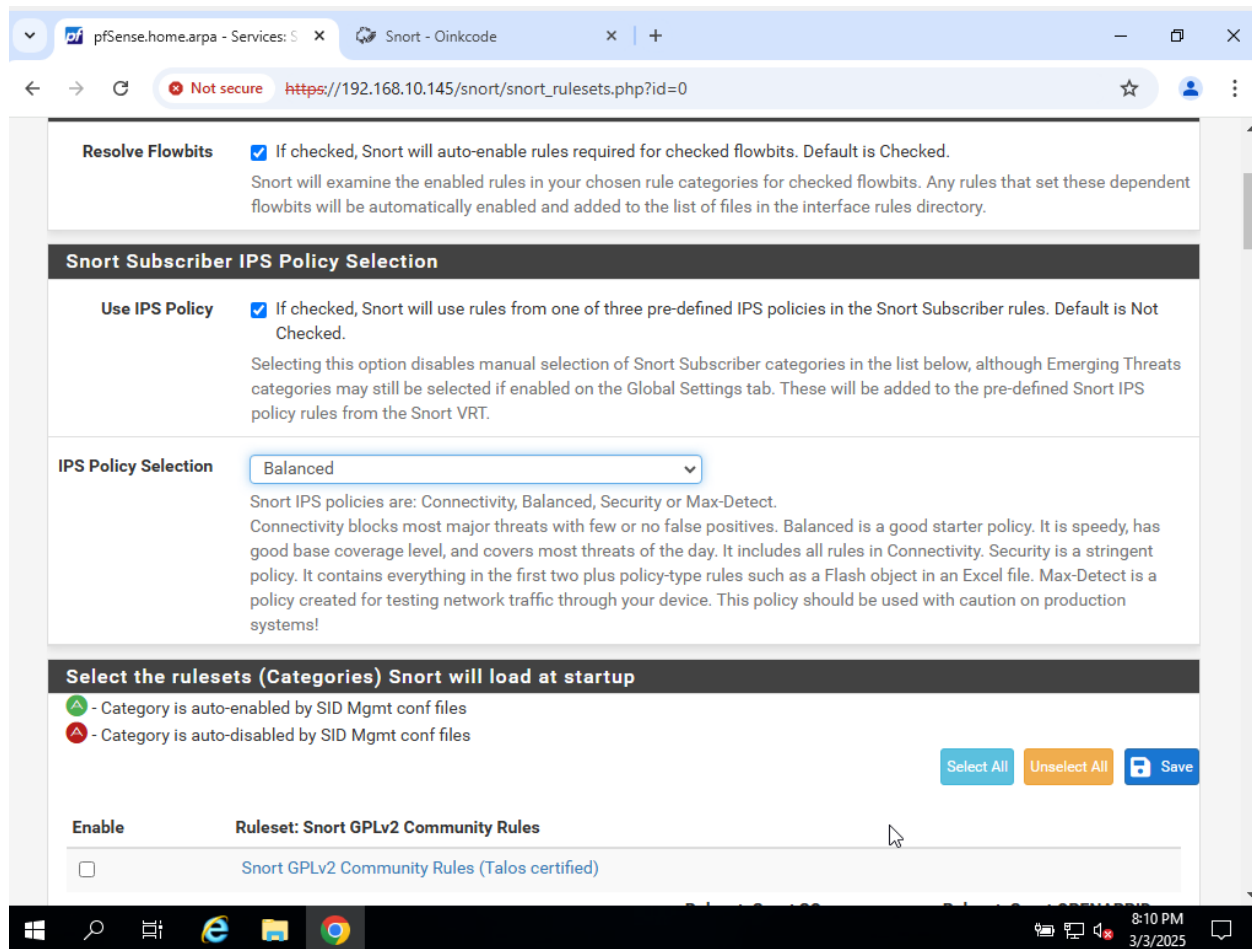 pfSense.home.arpa - Services: S
Snort - Oinkcode
Not secure https://192.168.10.145/snort/snort_rulesets.php?id=0
Resolve Flowbits
If checked, Snort will auto-enable rules required for checked flowbits. Default is Checked.
Snort will examine the enabled rules in your chosen rule categories for checked flowbits. Any rules that set these dependent
flowbits will be automatically enabled and added to the list of files in the interface rules directory.
Snort Subscriber IPS Policy Selection
Use IPS Policy
If checked, Snort will use rules from one of three pre-defined IPS policies in the Snort Subscriber rules. Default is Not
Checked.
Selecting this option disables manual selection of Snort Subscriber categories in the list below, although Emerging Threats
categories may still be selected if enabled on the Global Settings tab. These will be added to the pre-defined Snort IPS
policy rules from the Snort VRT.
IPS Policy Selection
Balanced
Snort IPS policies are: Connectivity, Balanced, Security or Max-Detect.
Connectivity blocks most major threats with few or no false positives. Balanced is a good starter policy. It is speedy, has
good base coverage level, and covers most threats of the day. It includes all rules in Connectivity. Security is a stringent
policy. It contains everything in the first two plus policy-type rules such as a Flash object in an Excel file. Max-Detect is a
policy created for testing network traffic through your device. This policy should be used with caution on production
systems!
Select the rulesets (Categories) Snort will load at startup
- Category is auto-enabled by SID Mgmt conf files
- Category is auto-disabled by SID Mgmt conf files
Select All Unselect All Save
Enable Ruleset: Snort GPLv2 Community Rules
Snort GPLv2 Community Rules (Talos certified)
8:10 PM
3/3/2025